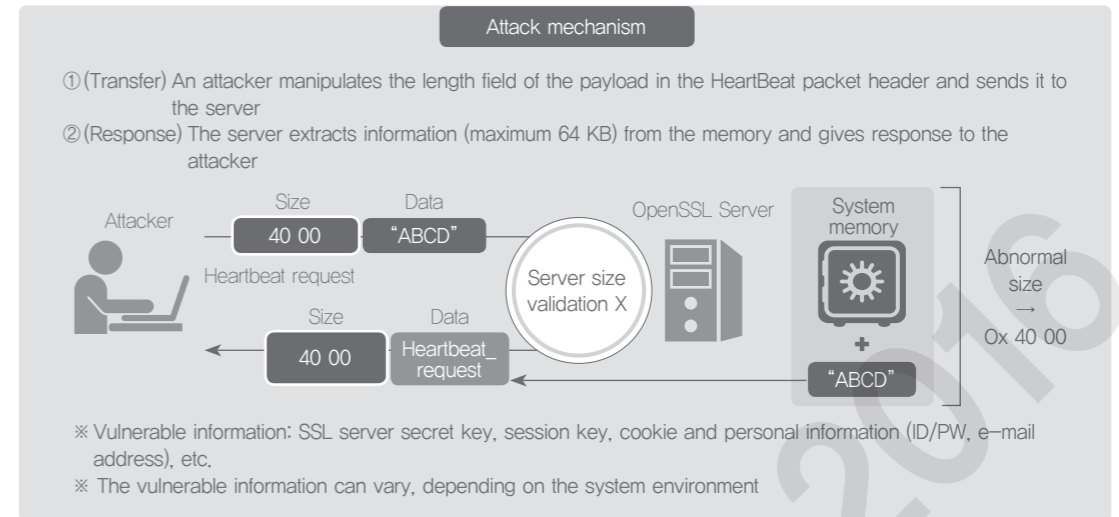 Attack mechanism
① (Transfer) An attacker manipulates the length field of the payload in the HeartBeat packet header and sends it to
the server
② (Response) The server extracts information (maximum 64 KB) from the memory and gives response to the
attacker
Attacker
Size
Data
40 00
“ABCD”
Heartbeat request
Size
Data
40 00
Heartbeat_
request
Server size
validation X
OpenSSL Server
System
memory
+
“ABCD”
Abnormal
size
→
0x 40 00
※ Vulnerable information: SSL server secret key, session key, cookie and personal information (ID/PW, e-mail
address), etc.
※ The vulnerable information can vary, depending on the system environment
2016